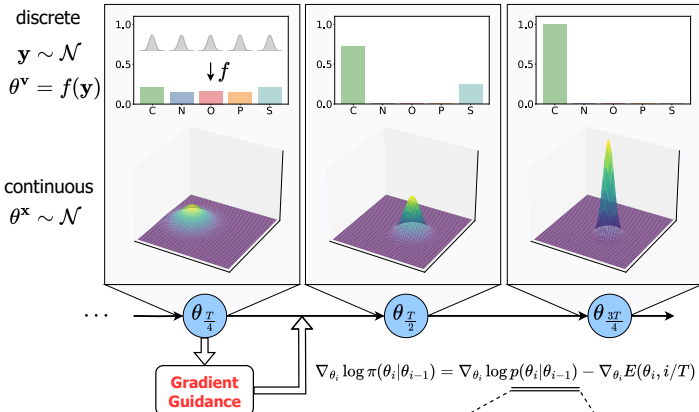 discrete
y ∼ 𝒩
θ^v = f(y)
1.0
0.5
0.0
f
C N O P S
1.0
0.5
0.0
C N O P S
1.0
0.5
0.0
C N O P S
continuous
θ^x ∼ 𝒩
···
θ_{T/4}
θ_{T/2}
θ_{3T/4}
Gradient
Guidance
∇_{θ_i} log π(θ_i|θ_{i−1}) = ∇_{θ_i} log p(θ_i|θ_{i−1}) − ∇_{θ_i} E(θ_i, i/T)